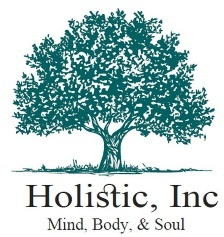 Holistic, Inc
Mind, Body, & Soul